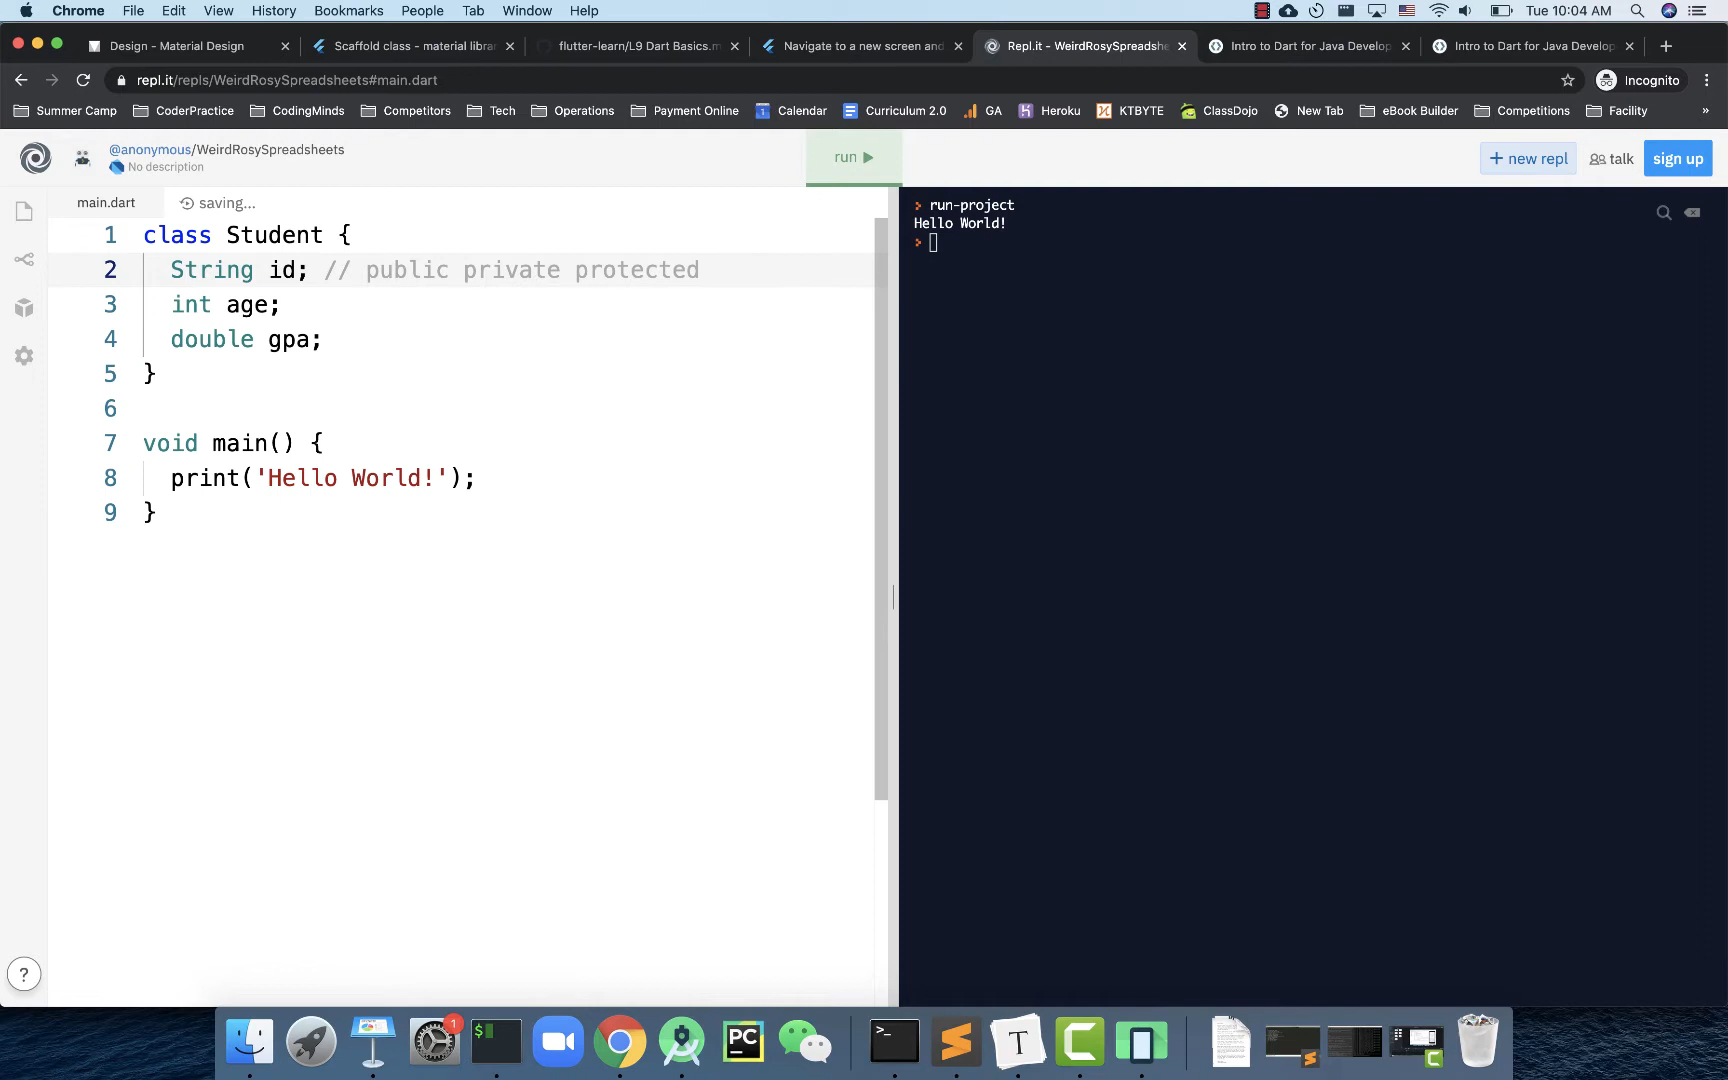 Chrome File Edit View History Bookmarks People Tab Window Help Tue 10:04 AM
Design - Material Design Scaffold class - material librar flutter-learn/L9 Dart Basics.m Navigate to a new screen and Repl.it - WeirdRosySpreadshe Intro to Dart for Java Develop Intro to Dart for Java Develop
repl.it/repls/WeirdRosySpreadsheets#main.dart Incognito
Summer Camp CoderPractice CodingMinds Competitors Tech Operations Payment Online Calendar Curriculum 2.0 GA Heroku KTBYTE ClassDojo New Tab eBook Builder Competitions Facility »
@anonymous/WeirdRosySpreadsheets
No description
run
+ new repl talk sign up
main.dart saving...
1 class Student {
2 String id; // public private protected
3 int age;
4 double gpa;
5 }
6
7 void main() {
8 print('Hello World!');
9 }
> run-project
Hello World!
>
?
1
$
PC
>_
T
C